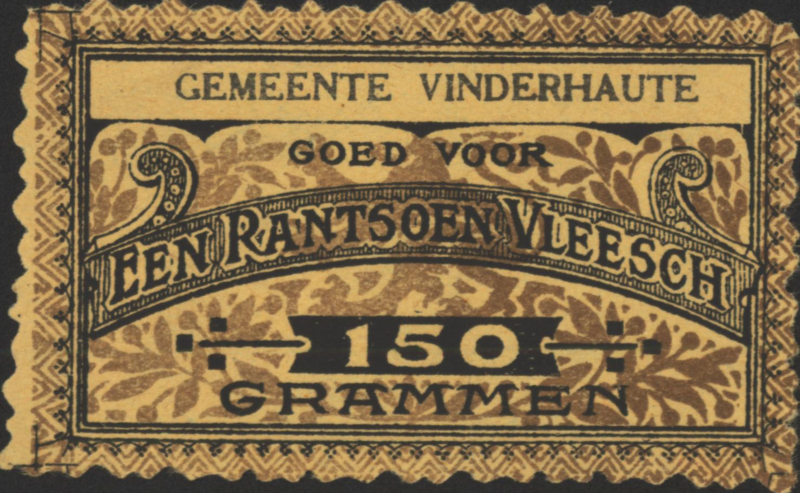 GEMEENTE VINDERHAUTE
GOED VOOR
EEN RANTSOEN VLEESCH
150
GRAMMEN